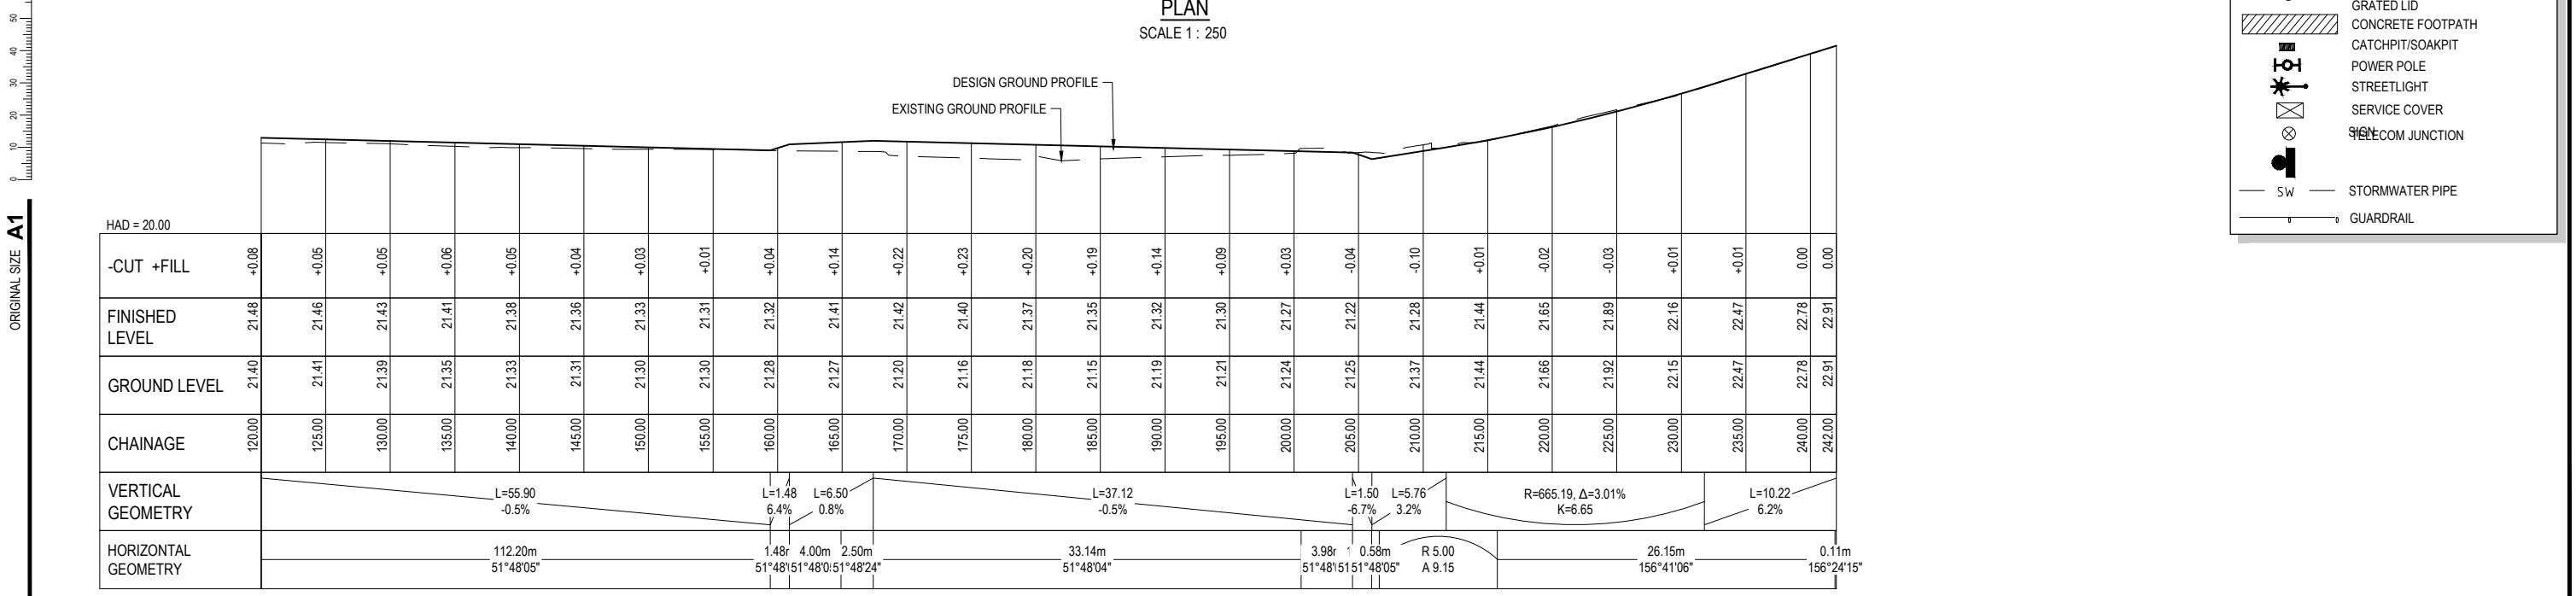 PLAN
SCALE 1 : 250
DESIGN GROUND PROFILE
EXISTING GROUND PROFILE
HAD = 20.00
-CUT +FILL +0.08 +0.05 +0.05 +0.06 +0.05 +0.04 +0.03 +0.01 +0.04 +0.14 +0.22 +0.23 +0.20 +0.19 +0.14 +0.09 +0.03 -0.04 -0.10 +0.01 -0.02 -0.03 +0.01 +0.01 0.00 0.00
FINISHED LEVEL 21.48 21.46 21.43 21.41 21.38 21.36 21.33 21.31 21.32 21.41 21.42 21.40 21.37 21.35 21.32 21.30 21.27 21.22 21.28 21.44 21.65 21.89 22.16 22.47 22.78 22.91
GROUND LEVEL 21.40 21.41 21.39 21.35 21.33 21.31 21.30 21.30 21.28 21.27 21.20 21.16 21.18 21.15 21.19 21.21 21.24 21.25 21.37 21.44 21.66 21.92 22.15 22.47 22.78 22.91
CHAINAGE 120.00 125.00 130.00 135.00 140.00 145.00 150.00 155.00 160.00 165.00 170.00 175.00 180.00 185.00 190.00 195.00 200.00 205.00 210.00 215.00 220.00 225.00 230.00 235.00 240.00 242.00
VERTICAL L=55.90 L=1.48 L=6.50 L=37.12 L=1.50 L=5.76 R=665.19, Δ=3.01% L=10.22
GEOMETRY -0.5% 6.4% 0.8% -0.5% -6.7% 3.2% K=6.65 6.2%
HORIZONTAL 112.20m 1.48m 4.00m 2.50m 33.14m 3.98m 0.58m R 5.00 26.15m 0.11m
GEOMETRY 51°48'05" 51°48' 51°48'0 51°48'24" 51°48'04" 51°48' 51 51°48'05" A 9.15 156°41'06" 156°24'15"
GRATED LID
CONCRETE FOOTPATH
CATCHPIT/SOAKPIT
POWER POLE
STREETLIGHT
SERVICE COVER
SIGN
TELECOM JUNCTION
SW STORMWATER PIPE
GUARDRAIL
50
40
30
20
10
0
ORIGINAL SIZE A1